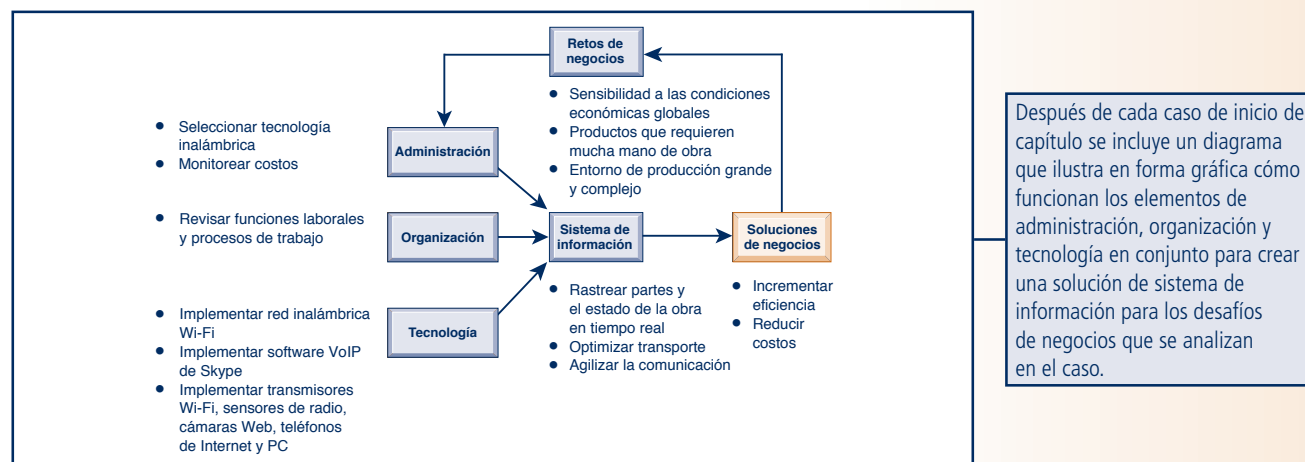 Retos de
negocios
• Sensibilidad a las condiciones
económicas globales
• Productos que requieren
mucha mano de obra
• Entorno de producción grande
y complejo
• Seleccionar tecnología
inalámbrica
• Monitorear costos
Administración
• Revisar funciones laborales
y procesos de trabajo
Organización
Sistema de
información
Soluciones
de negocios
• Rastrear partes y
el estado de la obra
en tiempo real
• Optimizar transporte
• Agilizar la comunicación
• Incrementar
eficiencia
• Reducir
costos
• Implementar red inalámbrica
Wi-Fi
• Implementar software VoIP
de Skype
• Implementar transmisores
Wi-Fi, sensores de radio,
cámaras Web, teléfonos
de Internet y PC
Tecnología
Después de cada caso de inicio de
capítulo se incluye un diagrama
que ilustra en forma gráfica cómo
funcionan los elementos de
administración, organización y
tecnología en conjunto para crear
una solución de sistema de
información para los desafíos
de negocios que se analizan
en el caso.